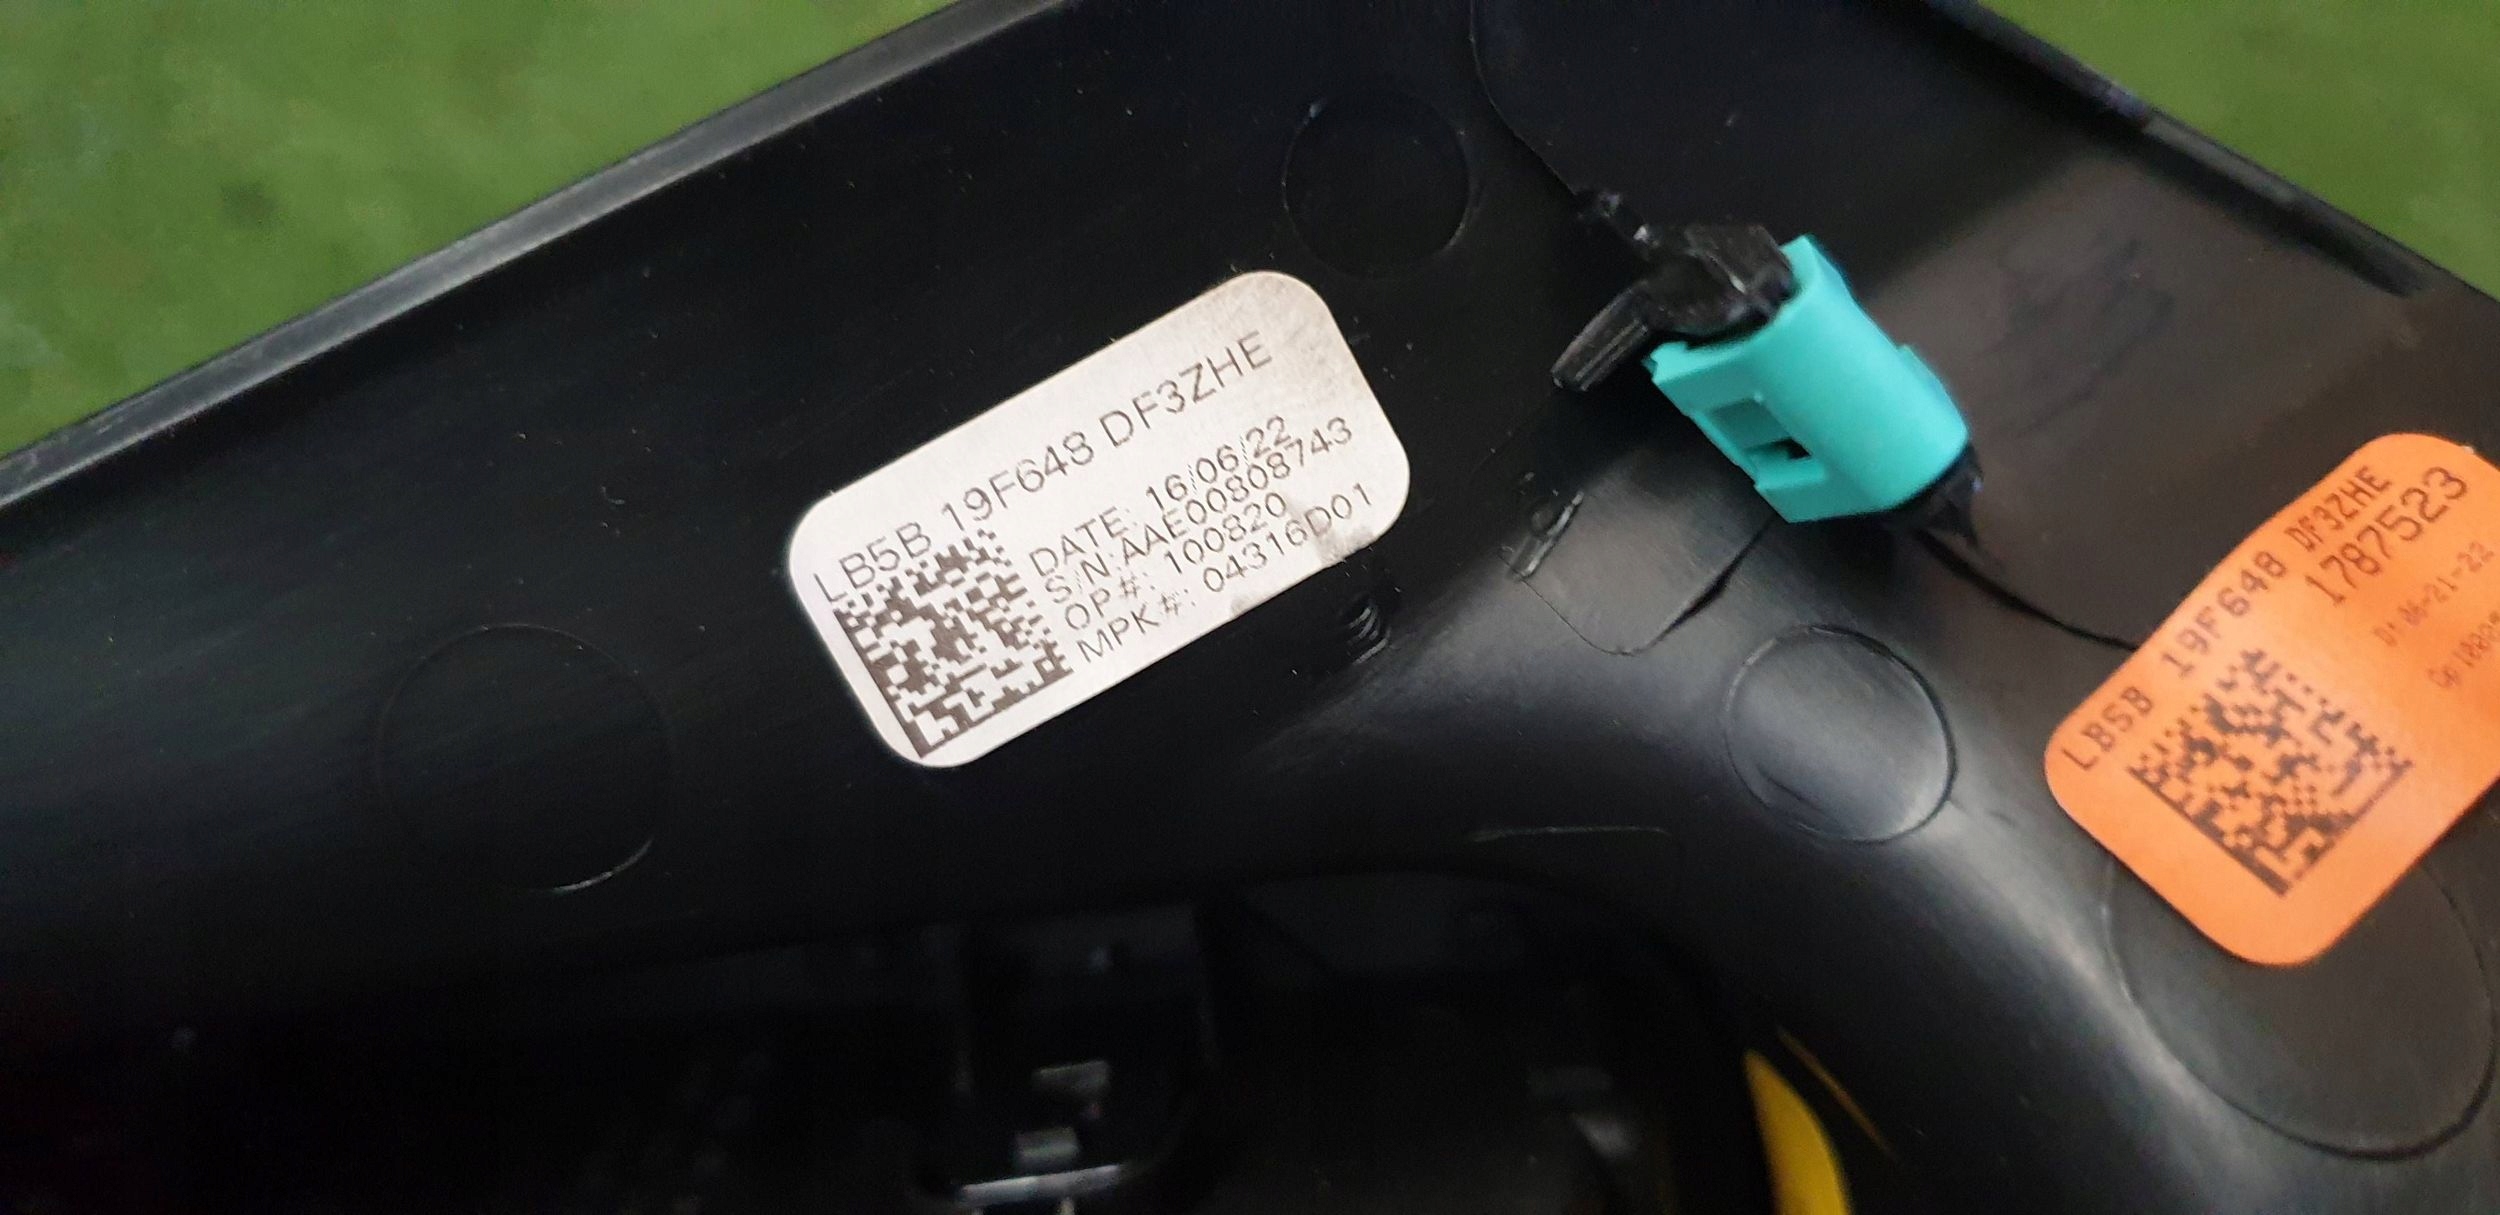 LB5B 19F648 DF3ZHE
DATE: 16/06/22
S/N:AAE00808743
OP#: 100820
MPK#: 04316D01
LB5B 19F648 DF3ZHE
1787523
D: 06-21-22